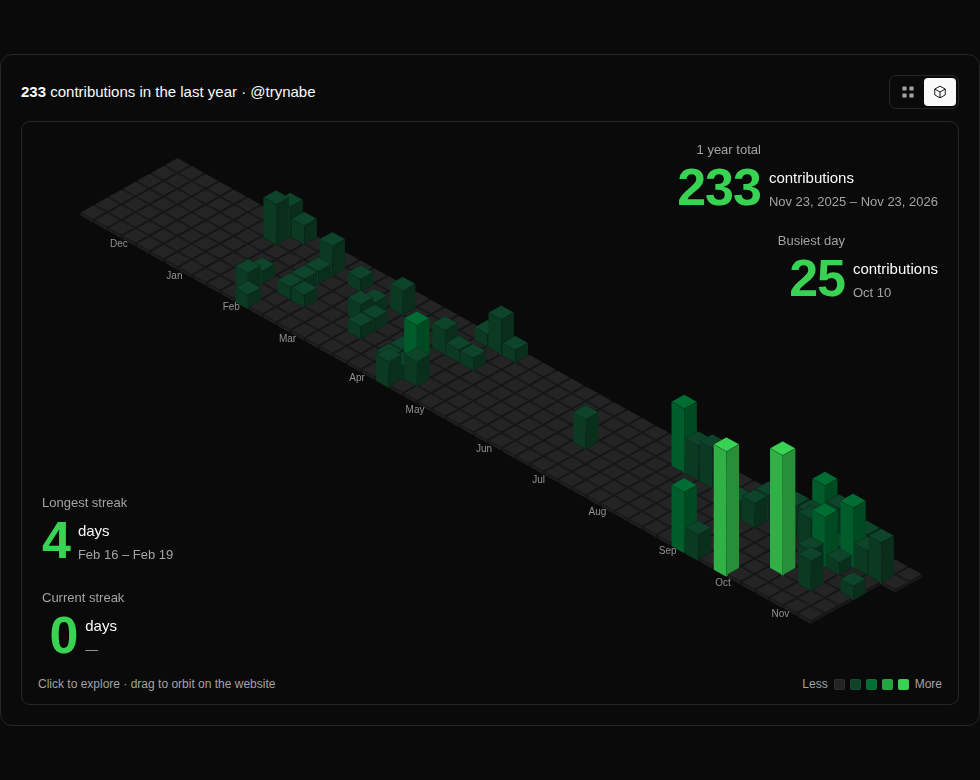 233 contributions in the last year · @trynabe
1 year total
233 contributions
Nov 23, 2025 – Nov 23, 2026
Busiest day
25 contributions
Oct 10
Dec
Jan
Feb
Mar
Apr
May
Jun
Jul
Aug
Sep
Oct
Nov
Longest streak
4 days
Feb 16 – Feb 19
Current streak
0 days
—
Click to explore · drag to orbit on the website
Less More